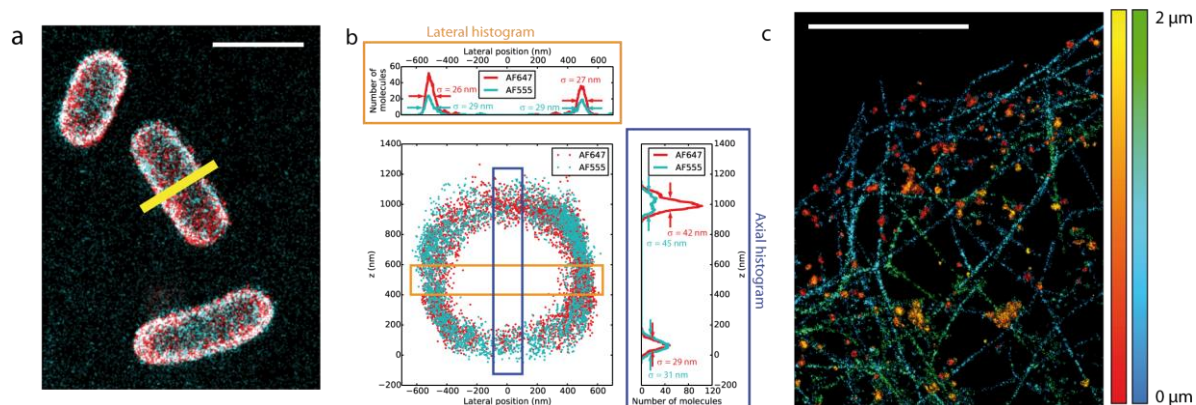 a
b
Lateral histogram
Lateral position (nm)
−600 −400 −200 0 200 400 600
Number of
molecules
60
40
20
0
AF647
AF555
σ = 26 nm
σ = 29 nm
σ = 27 nm
σ = 29 nm
1400
1200
1000
800
600
400
200
0
−200
z (nm)
AF647
AF555
−600 −400 −200 0 200 400 600
Lateral position (nm)
AF647
AF555
σ = 42 nm
σ = 45 nm
σ = 29 nm
σ = 31 nm
1400
1200
1000
800
600
400
200
0
−200
z (nm)
0 40 80 120
Number of molecules
Axial histogram
c
2 µm
0 µm